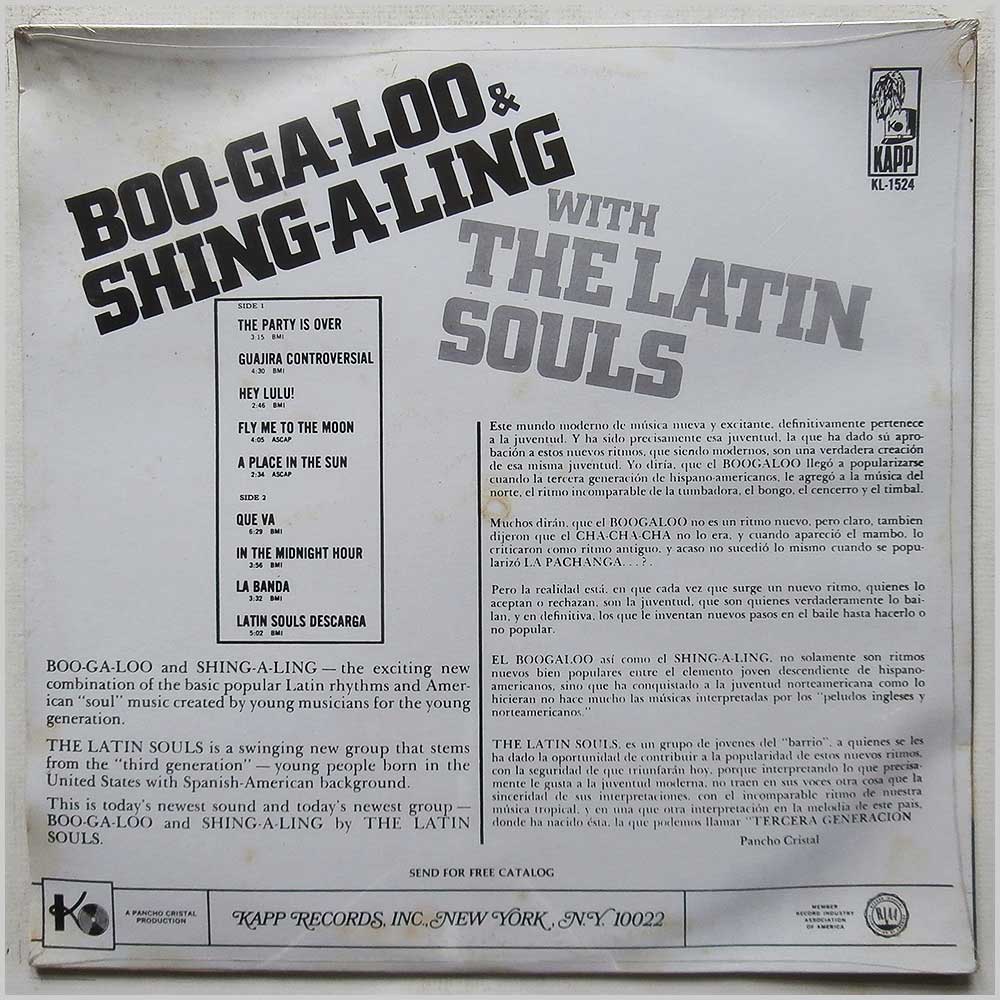 BOO-GA-LOO &
SHING-A-LING
WITH
THE LATIN
SOULS
KAPP
KL-1524
SIDE 1
THE PARTY IS OVER
3:15 BMI
GUAJIRA CONTROVERSIAL
4:30 BMI
HEY LULU!
2:46 BMI
FLY ME TO THE MOON
4:05 ASCAP
A PLACE IN THE SUN
2:34 ASCAP
SIDE 2
QUE VA
6:29 BMI
IN THE MIDNIGHT HOUR
3:56 BMI
LA BANDA
3:32 BMI
LATIN SOULS DESCARGA
5:02 BMI
BOO-GA-LOO and SHING-A-LING — the exciting new
combination of the basic popular Latin rhythms and Amer-
ican "soul" music created by young musicians for the young
generation.
THE LATIN SOULS is a swinging new group that stems
from the "third generation" — young people born in the
United States with Spanish-American background.
This is today's newest sound and today's newest group —
BOO-GA-LOO and SHING-A-LING by THE LATIN
SOULS.
Este mundo moderno de música nueva y excitante, definitivamente pertenece
a la juventud. Y ha sido precisamente esa juventud, la que ha dado sú apro-
bación a estos nuevos ritmos, que siendo modernos, son una verdadera creación
de esa misma juventud. Yo diría, que el BOOGALOO llegó a popularizarse
cuando la tercera generación de hispano-americanos, le agregó a la música del
norte, el ritmo incomparable de la tumbadora, el bongo, el cencerro y el timbal.
Muchos dirán, que el BOOGALOO no es un ritmo nuevo, pero claro, tambien
dijeron que el CHA-CHA-CHA no lo era, y cuando apareció el mambo, lo
criticaron como ritmo antiguo, y acaso no sucedió lo mismo cuando se popu-
larizó LA PACHANGA...?.
Pero la realidad está, en que cada vez que surge un nuevo ritmo, quienes lo
aceptan o rechazan, son la juventud, que son quienes verdaderamente lo bai-
lan, y en definitiva, los que le inventan nuevos pasos en el baile hasta hacerlo o
no popular.
EL BOOGALOO así como el SHING-A-LING, no solamente son ritmos
nuevos bien populares entre el elemento joven descendiente de hispano-
americanos, sino que ha conquistado a la juventud norteamericana como lo
hicieran no hace mucho las músicas interpretadas por los "peludos ingleses y
norteamericanos."
THE LATIN SOULS, es un grupo de jovenes del "barrio", a quienes se les
ha dado la oportunidad de contribuir a la popularidad de estos nuevos ritmos,
con la seguridad de que triunfarán hoy, porque interpretando lo que precisa-
mente le gusta a la juventud moderna, no traen en sus voces otra cosa que la
sinceridad de sus interpretaciones, con el incomparable ritmo de nuestra
música tropical, y en una que otra interpretación en la melodia de este país,
donde ha nacido ésta, la que podemos llamar "TERCERA GENERACION
Pancho Cristal
SEND FOR FREE CATALOG
A PANCHO CRISTAL
PRODUCTION
KAPP RECORDS, INC., NEW YORK, N.Y. 10022
MEMBER
RECORD INDUSTRY
ASSOCIATION
OF AMERICA